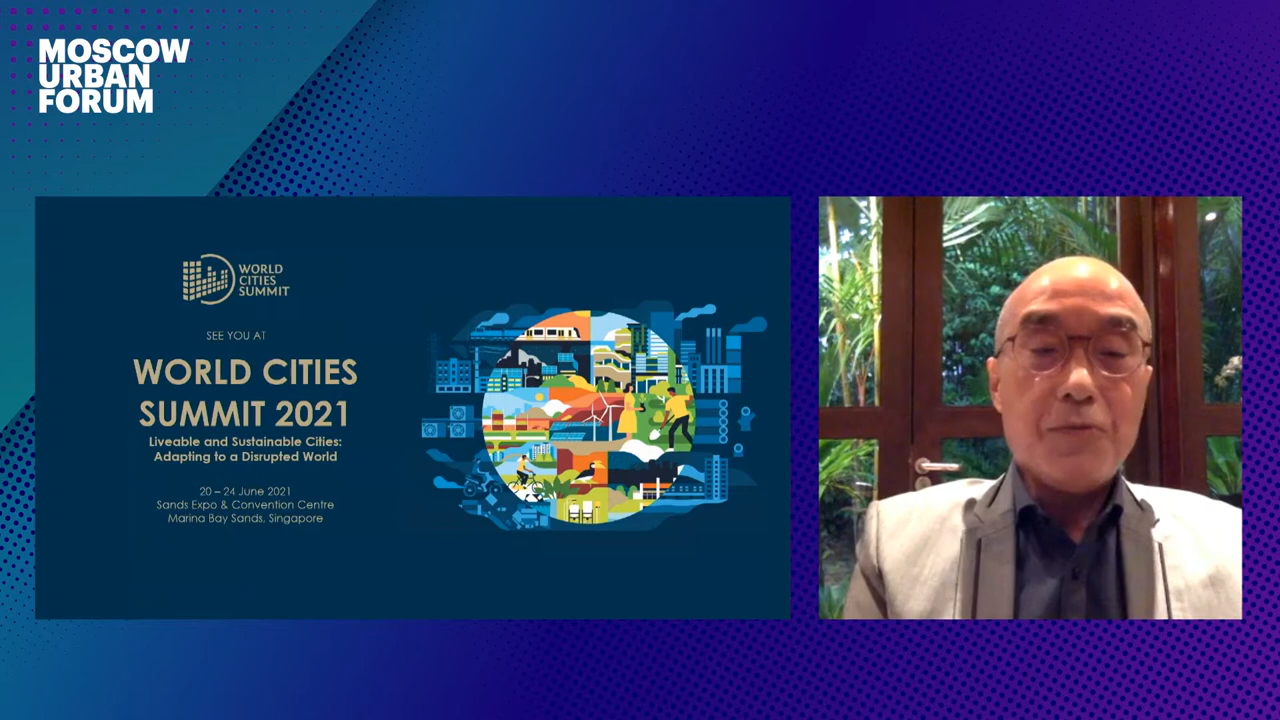 MOSCOW
URBAN
FORUM
WORLD
CITIES
SUMMIT
SEE YOU AT
WORLD CITIES
SUMMIT 2021
Liveable and Sustainable Cities:
Adapting to a Disrupted World
20 – 24 June 2021
Sands Expo & Convention Centre
Marina Bay Sands, Singapore